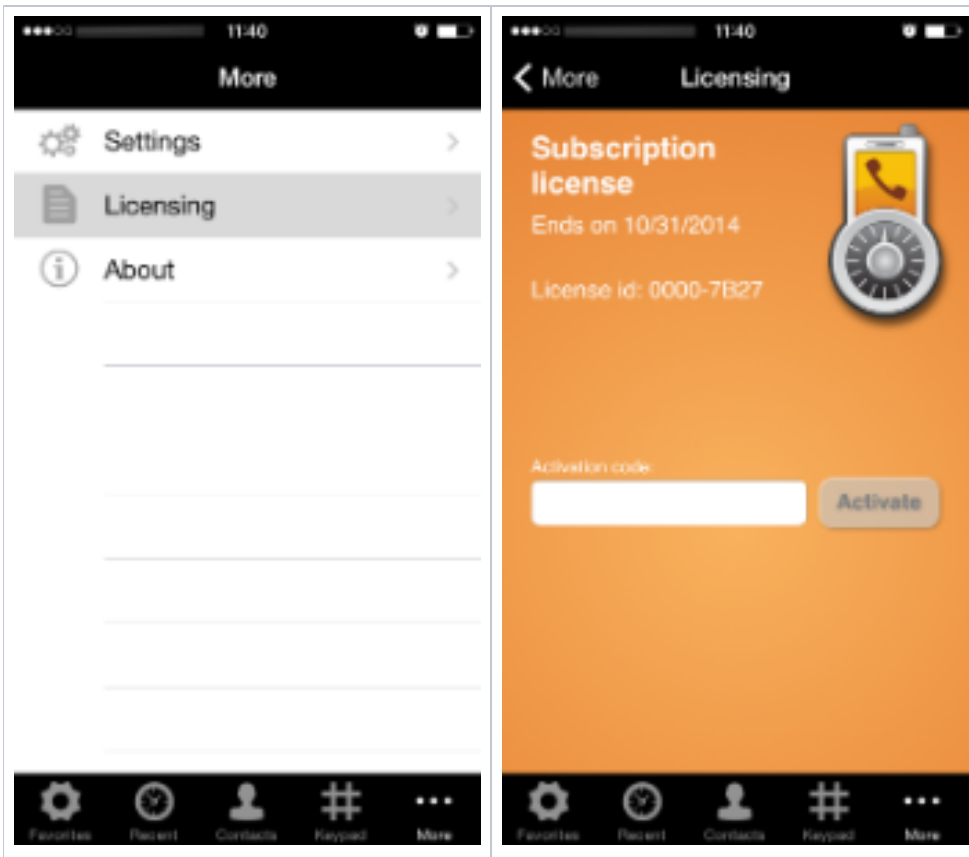 11:40
More
Settings
Licensing
About
Favorites
Recent
Contacts
Keypad
More
11:40
More
Licensing
Subscription
license
Ends on 10/31/2014
License id: 0000-7B27
Activation code:
Activate
Favorites
Recent
Contacts
Keypad
More